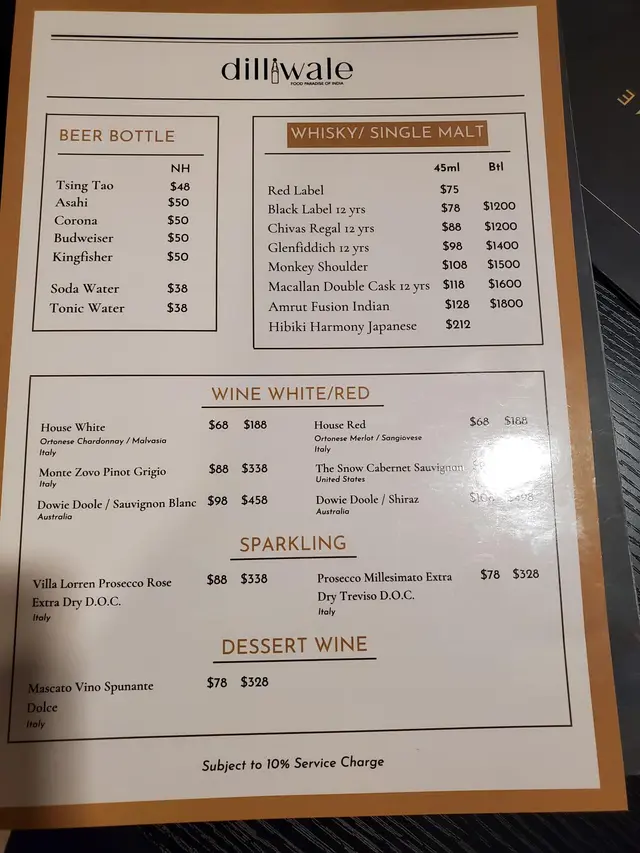 dilliwale
FOOD PARADISE OF INDIA
BEER BOTTLE
NH
Tsing Tao $48
Asahi $50
Corona $50
Budweiser $50
Kingfisher $50
Soda Water $38
Tonic Water $38
WHISKY/ SINGLE MALT
45ml Btl
Red Label $75
Black Label 12 yrs $78 $1200
Chivas Regal 12 yrs $88 $1200
Glenfiddich 12 yrs $98 $1400
Monkey Shoulder $108 $1500
Macallan Double Cask 12 yrs $118 $1600
Amrut Fusion Indian $128 $1800
Hibiki Harmony Japanese $212
WINE WHITE/RED
House White $68 $188
Ortonese Chardonnay / Malvasia
Italy
Monte Zovo Pinot Grigio $88 $338
Italy
Dowie Doole / Sauvignon Blanc $98 $458
Australia
House Red $68 $188
Ortonese Merlot / Sangiovese
Italy
The Snow Cabernet Sauvignon
United States
Dowie Doole / Shiraz $498
Australia
SPARKLING
Villa Lorren Prosecco Rose $88 $338
Extra Dry D.O.C.
Italy
Prosecco Millesimato Extra $78 $328
Dry Treviso D.O.C.
Italy
DESSERT WINE
Mascato Vino Spunante $78 $328
Dolce
Italy
Subject to 10% Service Charge